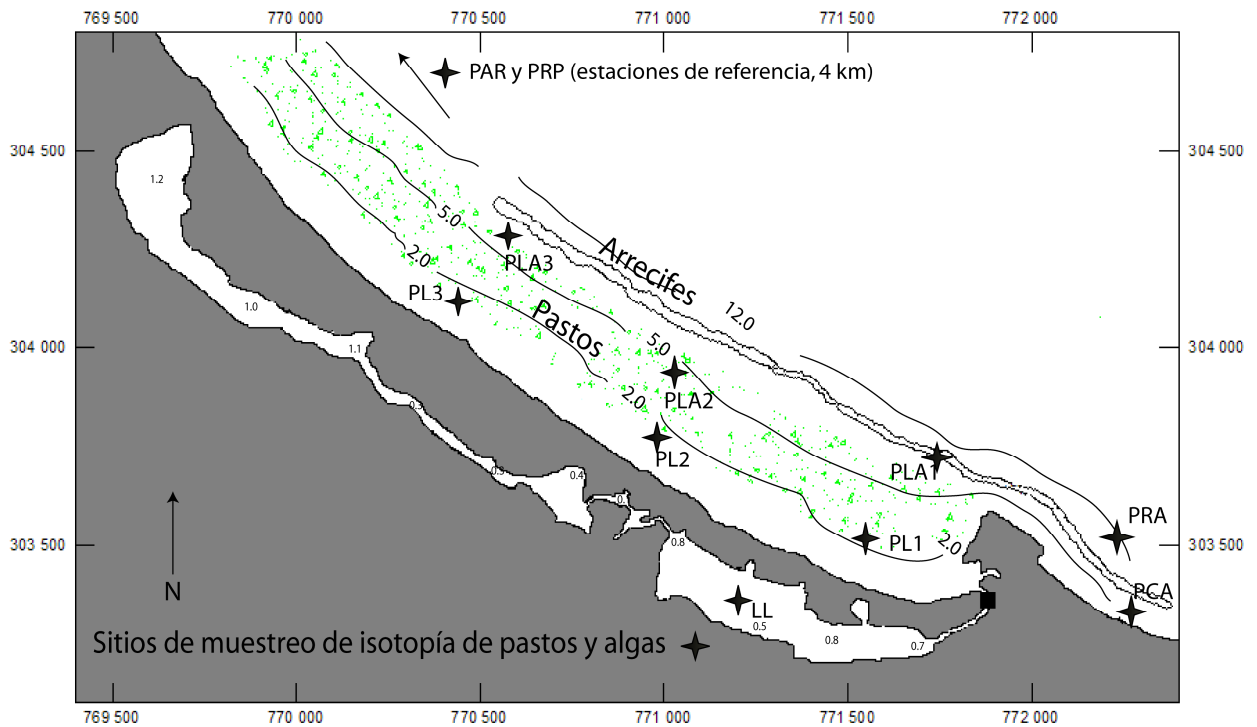 769 500 770 000 770 500 771 000 771 500 772 000
PAR y PRP (estaciones de referencia, 4 km)
304 500 304 500
1.2
5.0
Arrecifes
2.0
PLA3
PL3
1.0
12.0
Pastos
304 000 304 000
1.1
5.0
0.3
2.0
PLA2
PL2
0.3
0.4
PLA1
PRA
303 500 303 500
0.8
PL1
2.0
N
PCA
LL
0.5
0.8
0.7
Sitios de muestreo de isotopía de pastos y algas
769 500 770 000 770 500 771 000 771 500 772 000